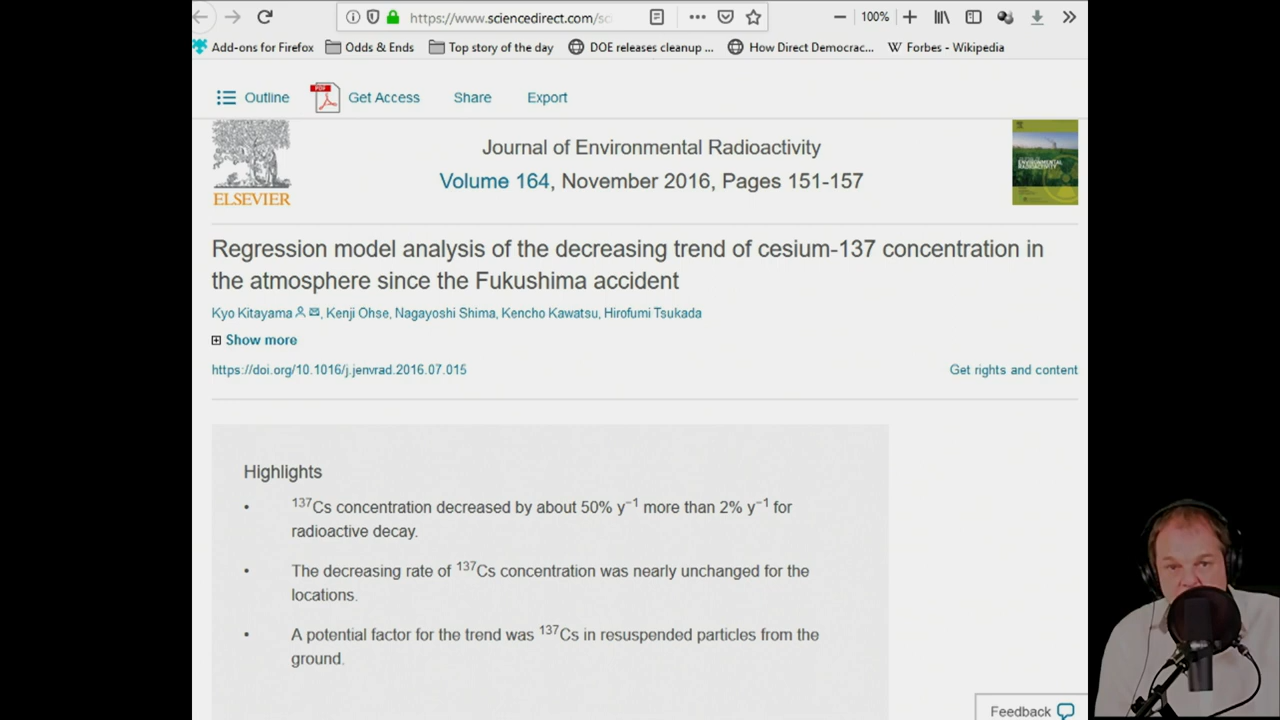 https://www.sciencedirect.com/sc
100%
Add-ons for Firefox
Odds & Ends
Top story of the day
DOE releases cleanup ...
How Direct Democrac...
W Forbes - Wikipedia
Outline
PDF
Get Access
Share
Export
ELSEVIER
Journal of Environmental Radioactivity
Volume 164, November 2016, Pages 151-157
ENVIRONMENTAL
RADIOACTIVITY
Regression model analysis of the decreasing trend of cesium-137 concentration in
the atmosphere since the Fukushima accident
Kyo Kitayama, Kenji Ohse, Nagayoshi Shima, Kencho Kawatsu, Hirofumi Tsukada
Show more
https://doi.org/10.1016/j.jenvrad.2016.07.015
Get rights and content
Highlights
• ¹³⁷Cs concentration decreased by about 50% y⁻¹ more than 2% y⁻¹ for
radioactive decay.
• The decreasing rate of ¹³⁷Cs concentration was nearly unchanged for the
locations.
• A potential factor for the trend was ¹³⁷Cs in resuspended particles from the
ground.
Feedback